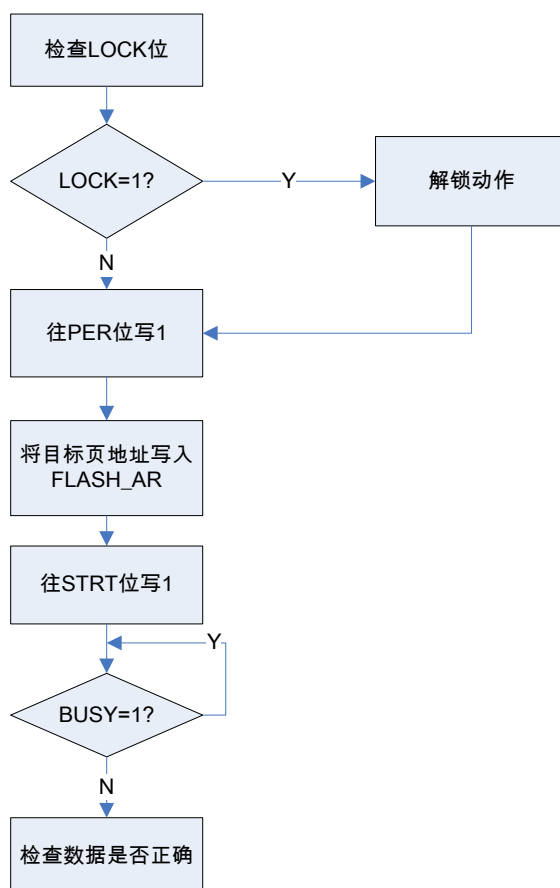 检查LOCK位
LOCK=1?
Y
解锁动作
N
往PER位写1
将目标页地址写入
FLASH_AR
往STRT位写1
Y
BUSY=1?
N
检查数据是否正确